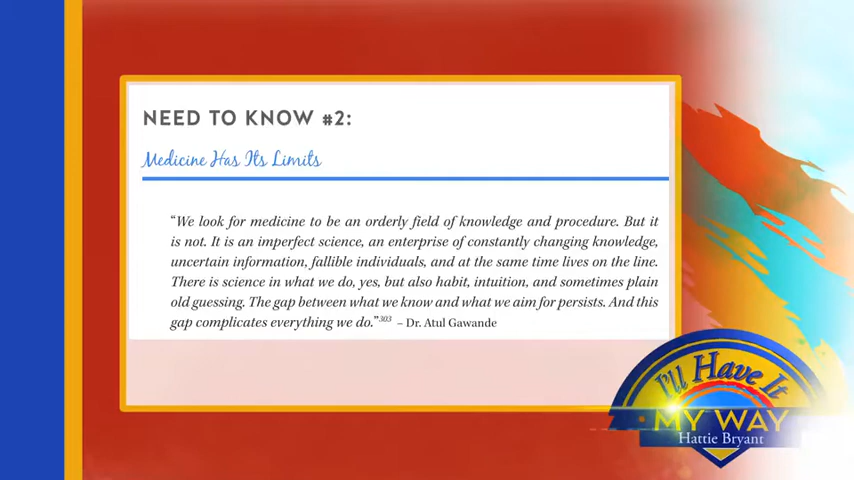 NEED TO KNOW #2:
Medicine Has Its Limits
“We look for medicine to be an orderly field of knowledge and procedure. But it
is not. It is an imperfect science, an enterprise of constantly changing knowledge,
uncertain information, fallible individuals, and at the same time lives on the line.
There is science in what we do, yes, but also habit, intuition, and sometimes plain
old guessing. The gap between what we know and what we aim for persists. And this
gap complicates everything we do.”303 – Dr. Atul Gawande
I'll Have It
MY WAY
Hattie Bryant